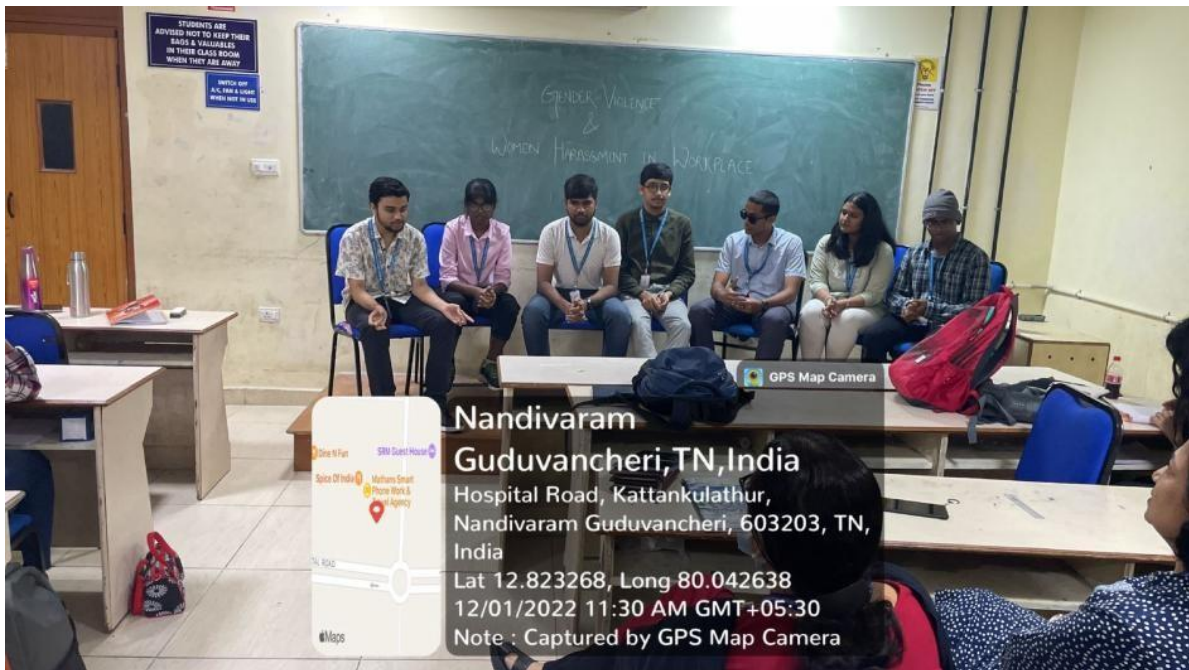 STUDENTS ARE
ADVISED NOT TO KEEP THEIR
BAGS & VALUABLES
IN THEIR CLASS ROOM
WHEN THEY ARE AWAY
SWITCH OFF
A/C, FAN & LIGHT
WHEN NOT IN USE
GENDER-VIOLENCE
&
WOMEN HARASSMENT IN WORKPLACE
GPS Map Camera
Dine N Fun
SRM Guest House
Spice Of India
Mathans Smart
Phone Work &
Travel Agency
TAL ROAD
Maps
Nandivaram
Guduvancheri,TN,India
Hospital Road, Kattankulathur,
Nandivaram Guduvancheri, 603203, TN,
India
Lat 12.823268, Long 80.042638
12/01/2022 11:30 AM GMT+05:30
Note : Captured by GPS Map Camera